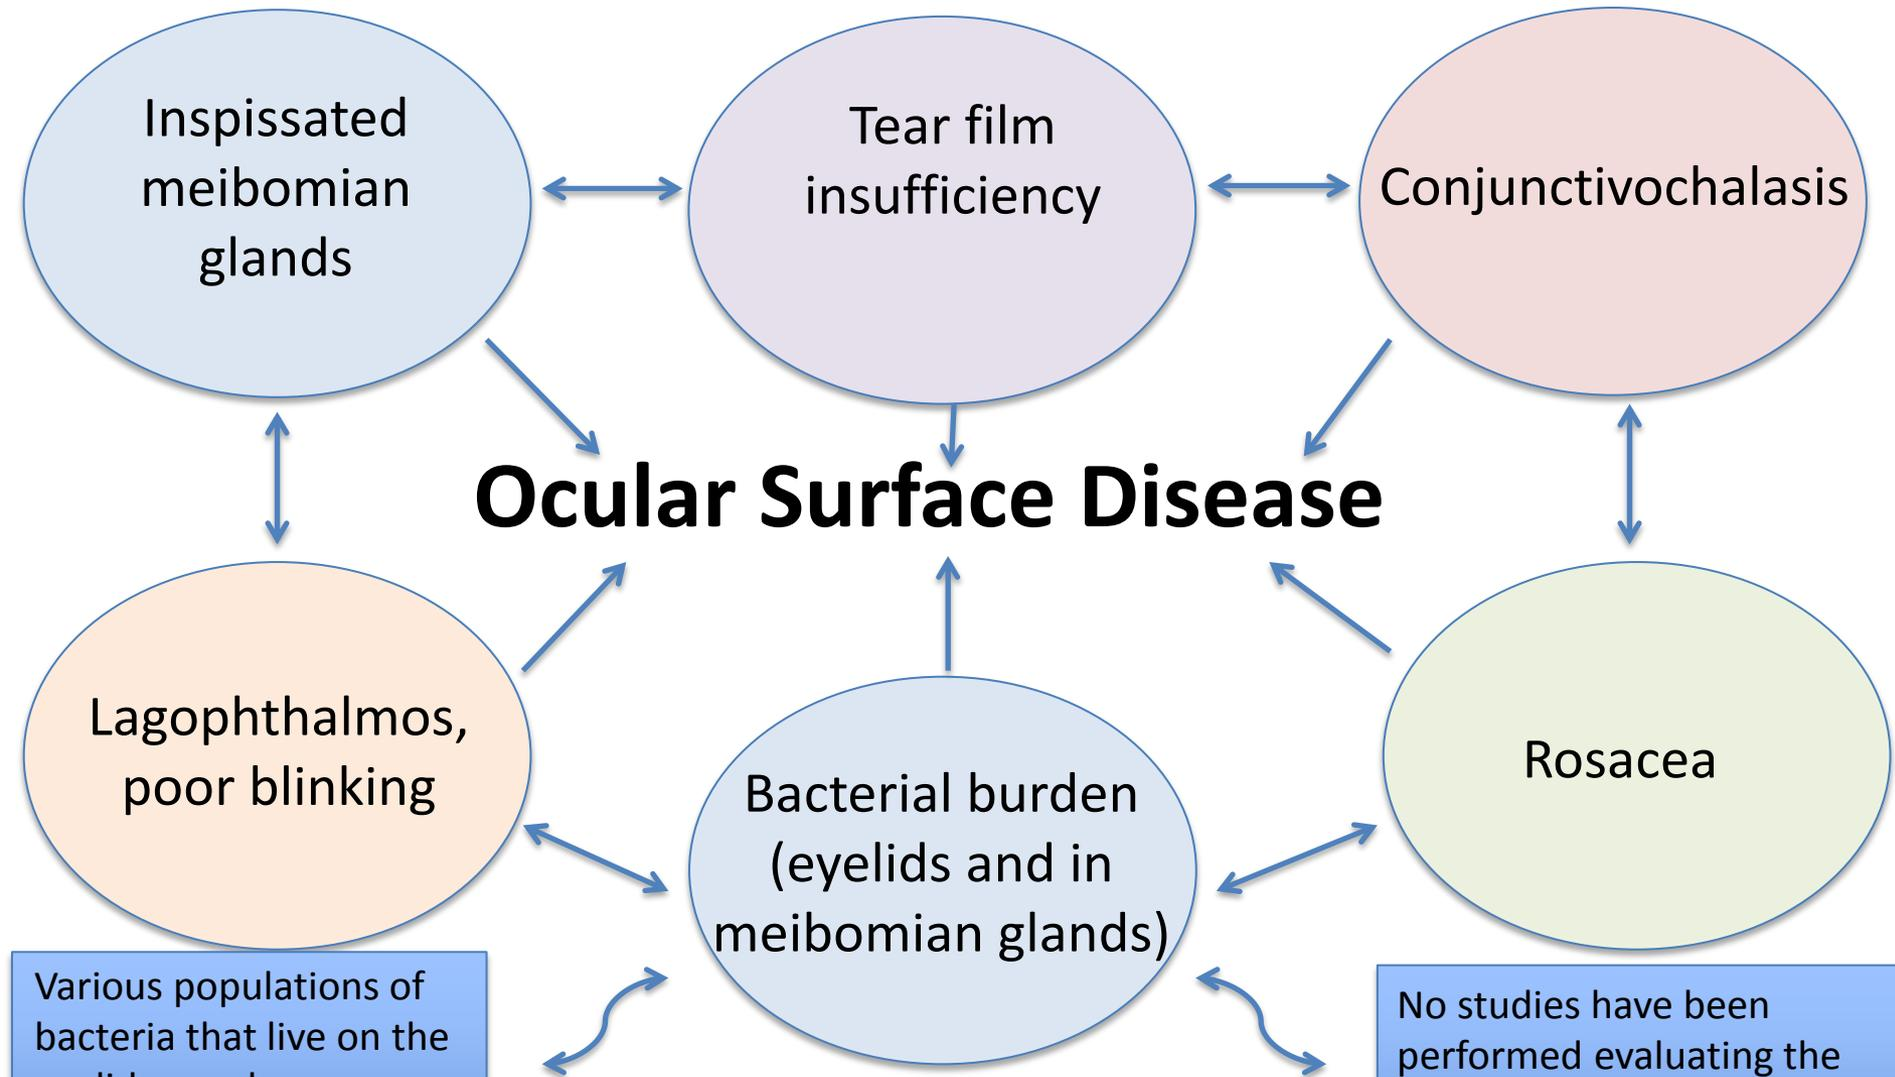 Inspissated
meibomian
glands
Tear film
insufficiency
Conjunctivochalasis
Ocular Surface Disease
Lagophthalmos,
poor blinking
Bacterial burden
(eyelids and in
meibomian glands)
Rosacea
Various populations of
bacteria that live on the
No studies have been
performed evaluating the